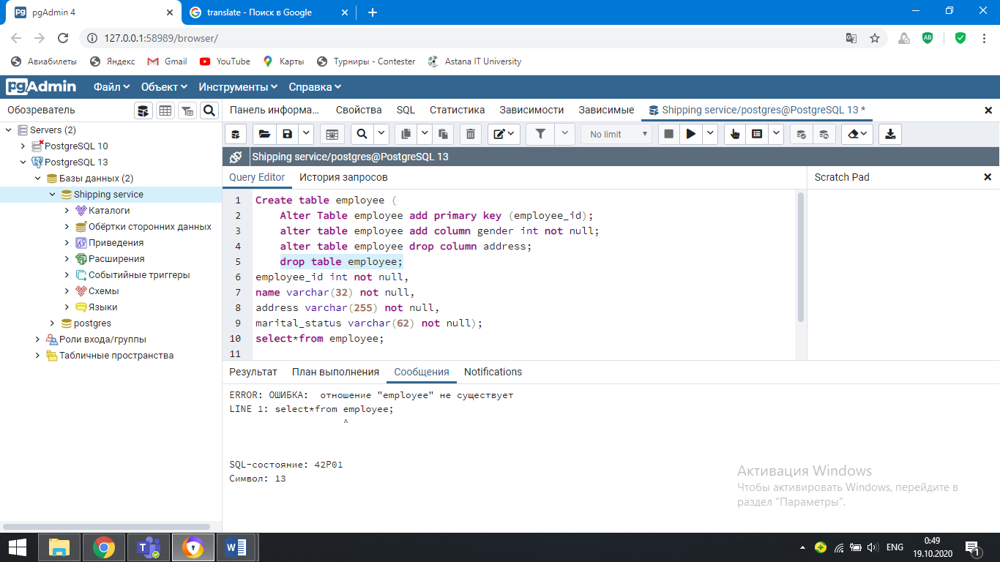 pgAdmin 4
translate - Поиск в Google
127.0.0.1:58989/browser/
Авиабилеты Яндекс Gmail YouTube Карты Турниры - Contester Astana IT University
pgAdmin Файл Объект Инструменты Справка
Обозреватель
Панель информа... Свойства SQL Статистика Зависимости Зависимые Shipping service/postgres@PostgreSQL 13 *
Servers (2)
PostgreSQL 10
PostgreSQL 13
Базы данных (2)
Shipping service
Каталоги
Обёртки сторонних данных
Приведения
Расширения
Событийные триггеры
Схемы
Языки
postgres
Роли входа/группы
Табличные пространства
No limit
Shipping service/postgres@PostgreSQL 13
Query Editor История запросов
Scratch Pad
1 Create table employee (
2 Alter Table employee add primary key (employee_id);
3 alter table employee add column gender int not null;
4 alter table employee drop column address;
5 drop table employee;
6 employee_id int not null,
7 name varchar(32) not null,
8 address varchar(255) not null,
9 marital_status varchar(62) not null);
10 select*from employee;
11
Результат План выполнения Сообщения Notifications
ERROR: ОШИБКА: отношение "employee" не существует
LINE 1: select*from employee;
^
SQL-состояние: 42P01
Символ: 13
Активация Windows
Чтобы активировать Windows, перейдите в
раздел "Параметры".
ENG
0:49
19.10.2020
1